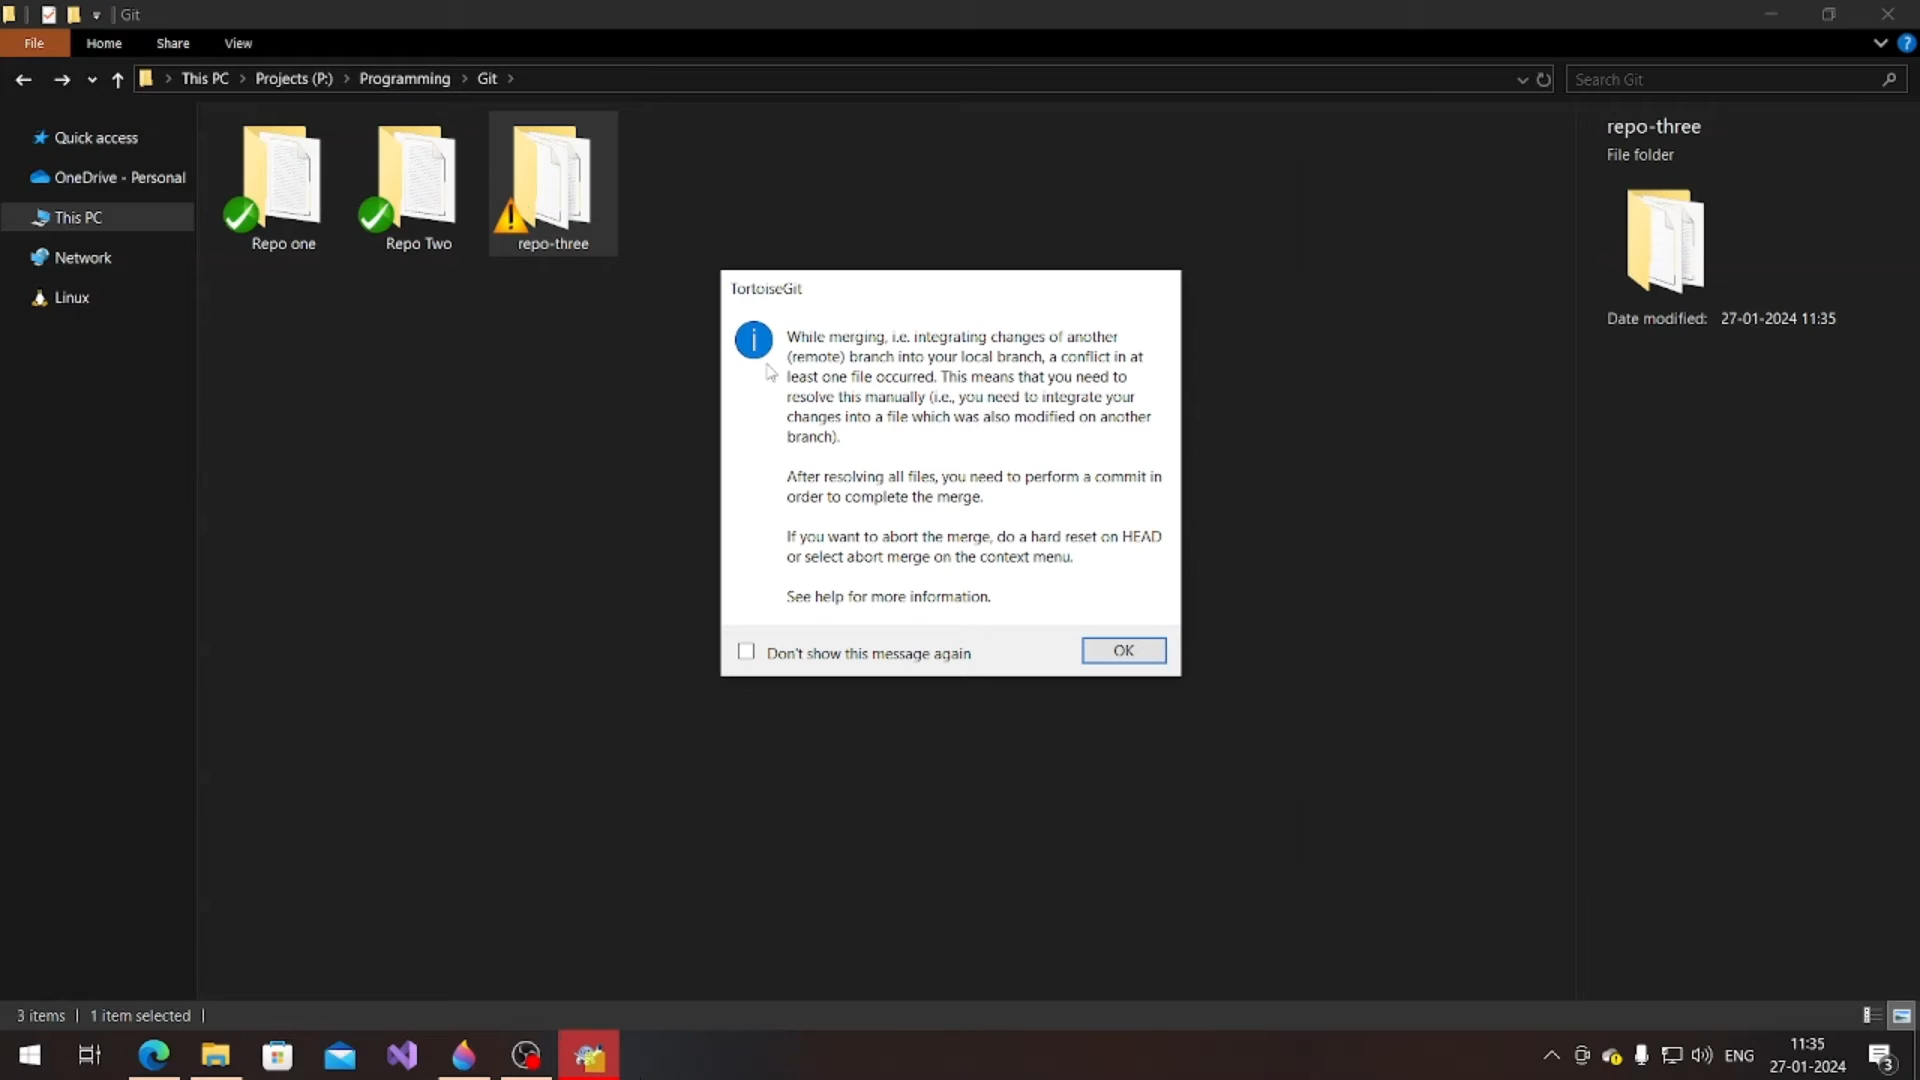 Git
File Home Share View
This PC Projects (P:) Programming Git
Search Git
Quick access
OneDrive - Personal
This PC
Network
Linux
Repo one
Repo Two
repo-three
repo-three
File folder
Date modified: 27-01-2024 11:35
TortoiseGit
While merging, i.e. integrating changes of another
(remote) branch into your local branch, a conflict in at
least one file occurred. This means that you need to
resolve this manually (i.e., you need to integrate your
changes into a file which was also modified on another
branch).
After resolving all files, you need to perform a commit in
order to complete the merge.
If you want to abort the merge, do a hard reset on HEAD
or select abort merge on the context menu.
See help for more information.
Don't show this message again
OK
3 items 1 item selected
ENG
11:35
27-01-2024
3